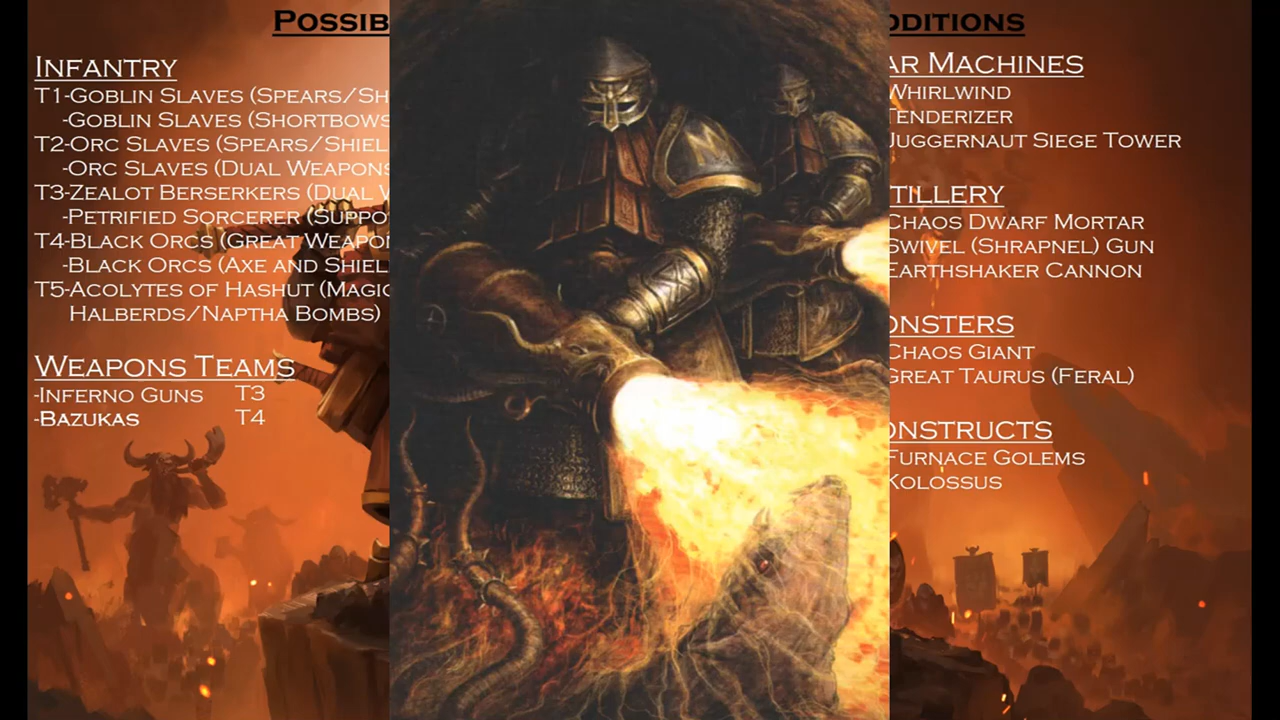 POSSIB
DDITIONS
INFANTRY
T1-GOBLIN SLAVES (SPEARS/SH
-GOBLIN SLAVES (SHORTBOWS
T2-ORC SLAVES (SPEARS/SHIEL
-ORC SLAVES (DUAL WEAPONS
T3-ZEALOT BERSERKERS (DUAL W
-PETRIFIED SORCERER (SUPPO
T4-BLACK ORCS (GREAT WEAPON
-BLACK ORCS (AXE AND SHIEL
T5-ACOLYTES OF HASHUT (MAGIC
HALBERDS/NAPTHA BOMBS)
WEAPONS TEAMS
-INFERNO GUNS T3
-BAZUKAS T4
AR MACHINES
WHIRLWIND
TENDERIZER
JUGGERNAUT SIEGE TOWER
TILLERY
CHAOS DWARF MORTAR
SWIVEL (SHRAPNEL) GUN
EARTHSHAKER CANNON
ONSTERS
CHAOS GIANT
GREAT TAURUS (FERAL)
ONSTRUCTS
FURNACE GOLEMS
KOLOSSUS